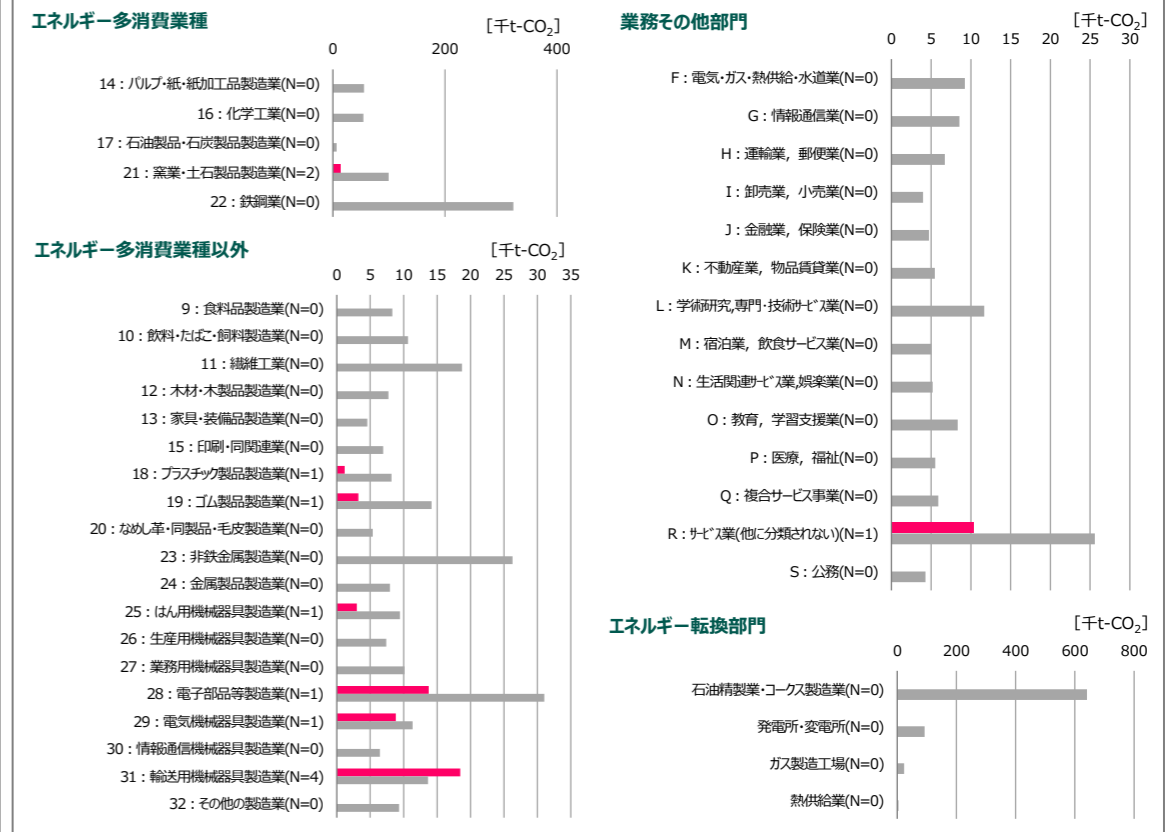 エネルギー多消費業種
[千t-CO2]
0 200 400
14：パルプ・紙・紙加工品製造業(N=0)
16：化学工業(N=0)
17：石油製品・石炭製品製造業(N=0)
21：窯業・土石製品製造業(N=2)
22：鉄鋼業(N=0)
エネルギー多消費業種以外
[千t-CO2]
0 5 10 15 20 25 30 35
9：食料品製造業(N=0)
10：飲料・たばこ・飼料製造業(N=0)
11：繊維工業(N=0)
12：木材・木製品製造業(N=0)
13：家具・装備品製造業(N=0)
15：印刷・同関連業(N=0)
18：プラスチック製品製造業(N=1)
19：ゴム製品製造業(N=1)
20：なめし革・同製品・毛皮製造業(N=0)
23：非鉄金属製造業(N=0)
24：金属製品製造業(N=0)
25：はん用機械器具製造業(N=1)
26：生産用機械器具製造業(N=0)
27：業務用機械器具製造業(N=0)
28：電子部品等製造業(N=1)
29：電気機械器具製造業(N=1)
30：情報通信機械器具製造業(N=0)
31：輸送用機械器具製造業(N=4)
32：その他の製造業(N=0)
業務その他部門
[千t-CO2]
0 5 10 15 20 25 30
F：電気・ガス・熱供給・水道業(N=0)
G：情報通信業(N=0)
H：運輸業，郵便業(N=0)
I：卸売業，小売業(N=0)
J：金融業，保険業(N=0)
K：不動産業，物品賃貸業(N=0)
L：学術研究,専門・技術サービス業(N=0)
M：宿泊業，飲食サービス業(N=0)
N：生活関連サービス業,娯楽業(N=0)
O：教育，学習支援業(N=0)
P：医療，福祉(N=0)
Q：複合サービス事業(N=0)
R：サービス業(他に分類されない)(N=1)
S：公務(N=0)
エネルギー転換部門
[千t-CO2]
0 200 400 600 800
石油精製業・コークス製造業(N=0)
発電所・変電所(N=0)
ガス製造工場(N=0)
熱供給業(N=0)